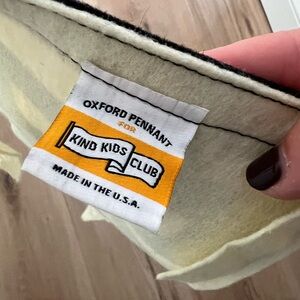 OXFORD PENNANT
FOR
KIND KIDS CLUB
MADE IN THE U.S.A.